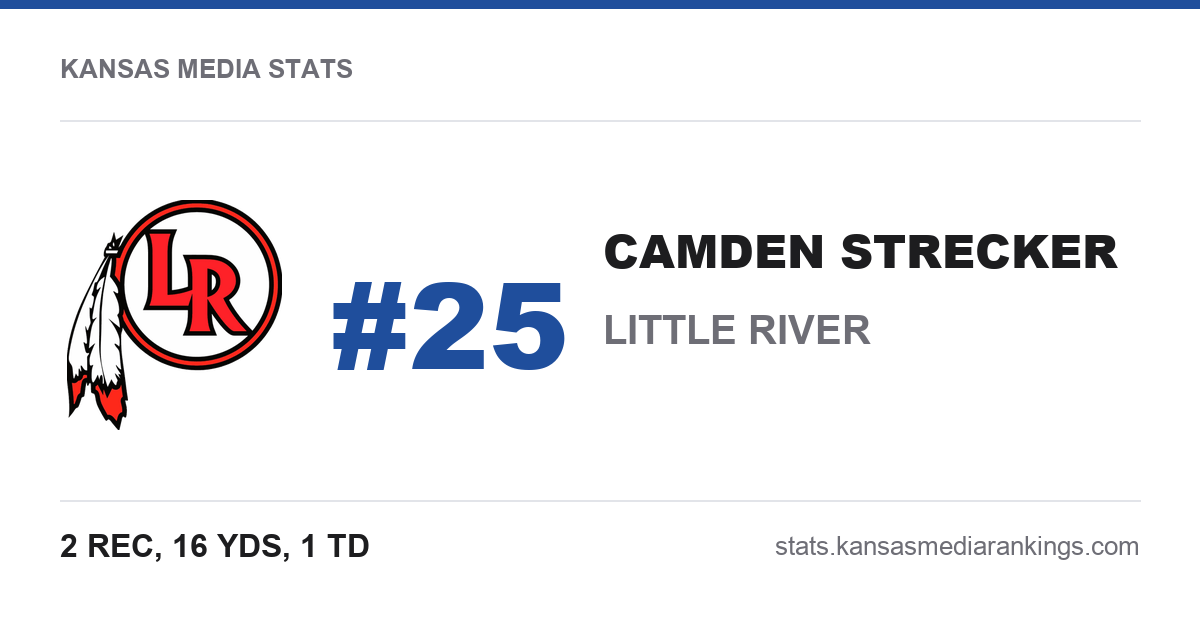 KANSAS MEDIA STATS
LR
#25
CAMDEN STRECKER
LITTLE RIVER
2 REC, 16 YDS, 1 TD
stats.kansasmediarankings.com